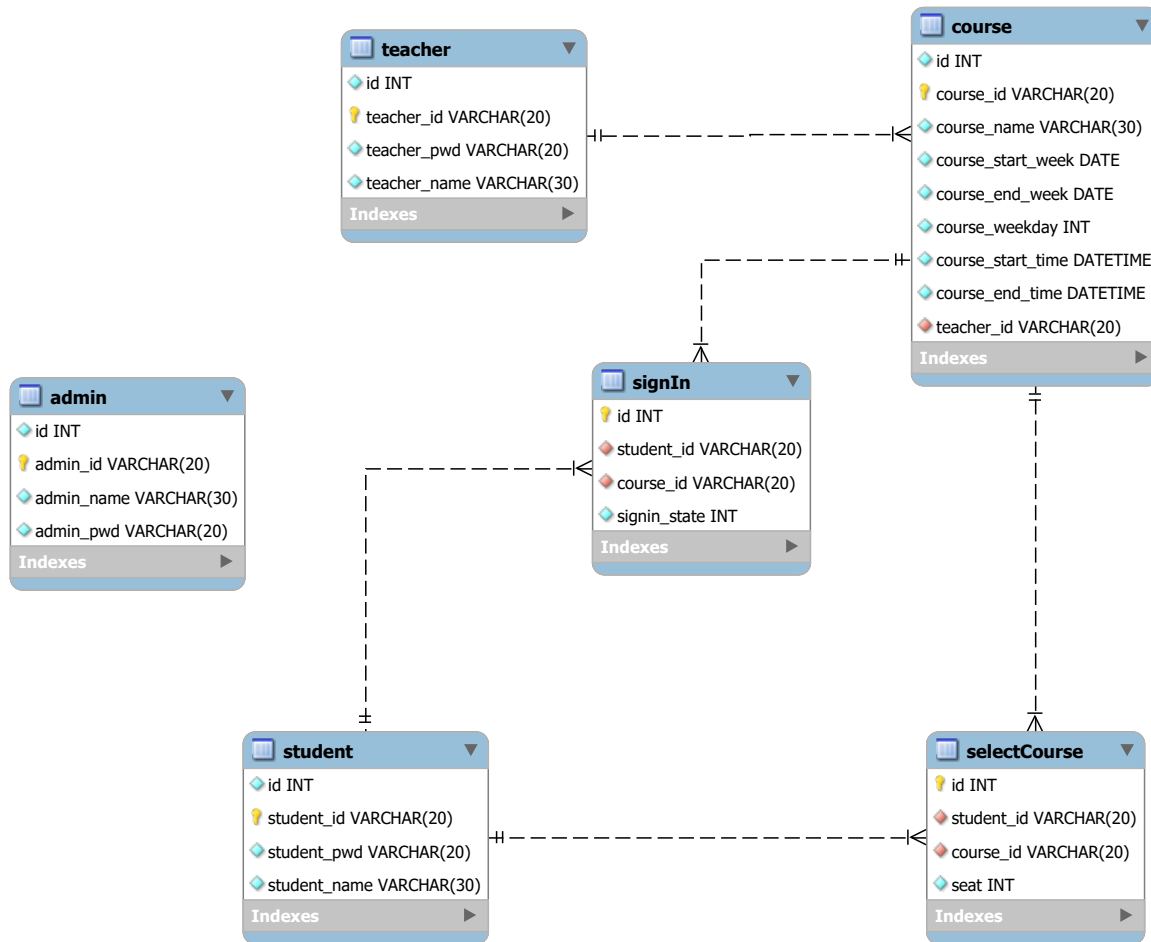 teacher
id INT
teacher_id VARCHAR(20)
teacher_pwd VARCHAR(20)
teacher_name VARCHAR(30)
Indexes
course
id INT
course_id VARCHAR(20)
course_name VARCHAR(30)
course_start_week DATE
course_end_week DATE
course_weekday INT
course_start_time DATETIME
course_end_time DATETIME
teacher_id VARCHAR(20)
Indexes
admin
id INT
admin_id VARCHAR(20)
admin_name VARCHAR(30)
admin_pwd VARCHAR(20)
Indexes
signIn
id INT
student_id VARCHAR(20)
course_id VARCHAR(20)
signin_state INT
Indexes
student
id INT
student_id VARCHAR(20)
student_pwd VARCHAR(20)
student_name VARCHAR(30)
Indexes
selectCourse
id INT
student_id VARCHAR(20)
course_id VARCHAR(20)
seat INT
Indexes